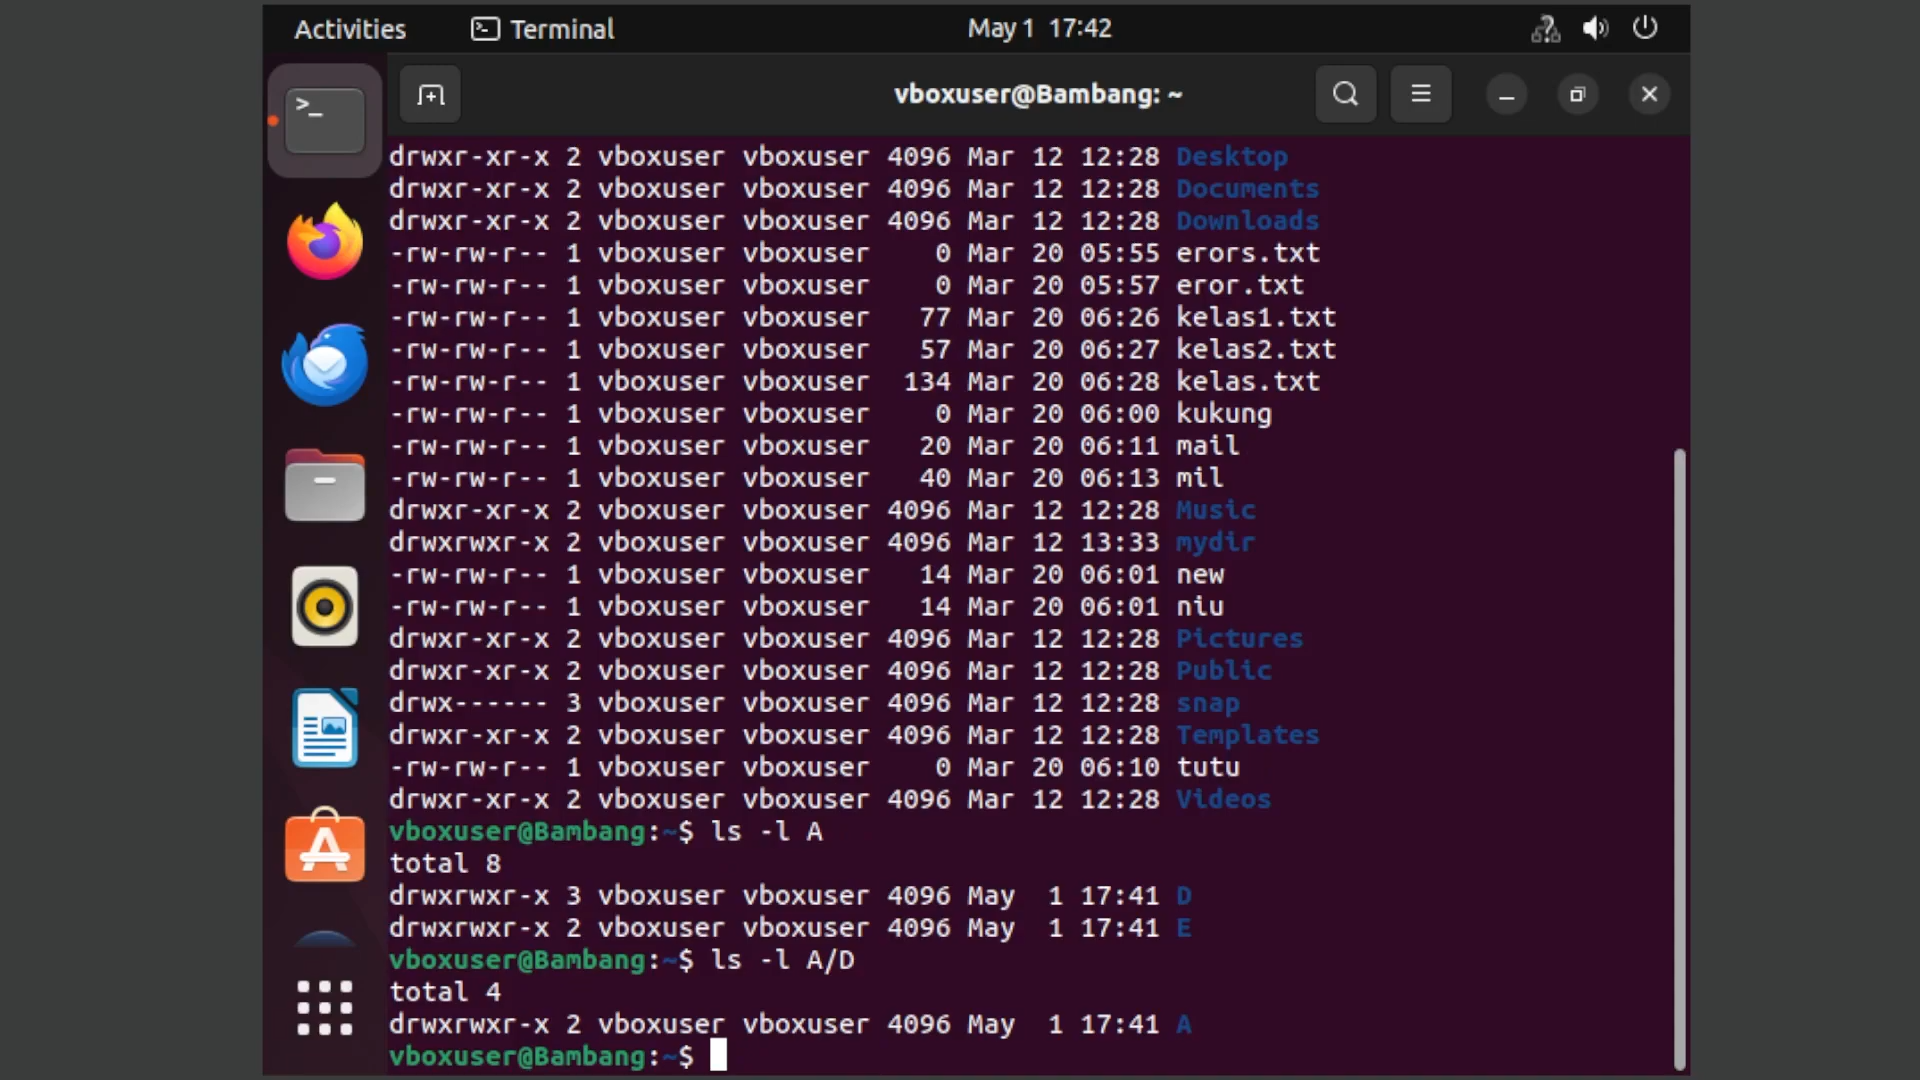 Activities Terminal May 1 17:42
vboxuser@Bambang: ~
drwxr-xr-x 2 vboxuser vboxuser 4096 Mar 12 12:28 Desktop
drwxr-xr-x 2 vboxuser vboxuser 4096 Mar 12 12:28 Documents
drwxr-xr-x 2 vboxuser vboxuser 4096 Mar 12 12:28 Downloads
-rw-rw-r-- 1 vboxuser vboxuser    0 Mar 20 05:55 erors.txt
-rw-rw-r-- 1 vboxuser vboxuser    0 Mar 20 05:57 eror.txt
-rw-rw-r-- 1 vboxuser vboxuser   77 Mar 20 06:26 kelas1.txt
-rw-rw-r-- 1 vboxuser vboxuser   57 Mar 20 06:27 kelas2.txt
-rw-rw-r-- 1 vboxuser vboxuser  134 Mar 20 06:28 kelas.txt
-rw-rw-r-- 1 vboxuser vboxuser    0 Mar 20 06:00 kukung
-rw-rw-r-- 1 vboxuser vboxuser   20 Mar 20 06:11 mail
-rw-rw-r-- 1 vboxuser vboxuser   40 Mar 20 06:13 mil
drwxr-xr-x 2 vboxuser vboxuser 4096 Mar 12 12:28 Music
drwxrwxr-x 2 vboxuser vboxuser 4096 Mar 12 13:33 mydir
-rw-rw-r-- 1 vboxuser vboxuser   14 Mar 20 06:01 new
-rw-rw-r-- 1 vboxuser vboxuser   14 Mar 20 06:01 niu
drwxr-xr-x 2 vboxuser vboxuser 4096 Mar 12 12:28 Pictures
drwxr-xr-x 2 vboxuser vboxuser 4096 Mar 12 12:28 Public
drwx------ 3 vboxuser vboxuser 4096 Mar 12 12:28 snap
drwxr-xr-x 2 vboxuser vboxuser 4096 Mar 12 12:28 Templates
-rw-rw-r-- 1 vboxuser vboxuser    0 Mar 20 06:10 tutu
drwxr-xr-x 2 vboxuser vboxuser 4096 Mar 12 12:28 Videos
vboxuser@Bambang:~$ ls -l A
total 8
drwxrwxr-x 3 vboxuser vboxuser 4096 May  1 17:41 D
drwxrwxr-x 2 vboxuser vboxuser 4096 May  1 17:41 E
vboxuser@Bambang:~$ ls -l A/D
total 4
drwxrwxr-x 2 vboxuser vboxuser 4096 May  1 17:41 A
vboxuser@Bambang:~$